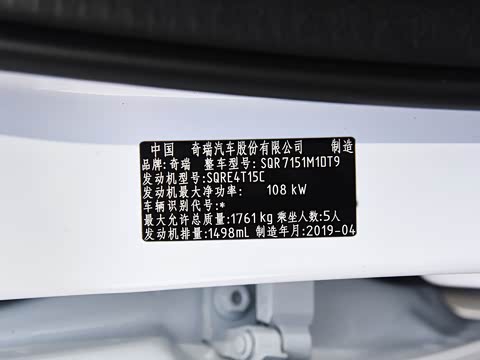 中国 奇瑞汽车股份有限公司 制造
品牌:奇瑞 整车型号:SQR7151M1DT9
发动机型号:SQRE4T15C
发动机最大净功率: 108 kW
车辆识别代号:*
最大允许总质量:1761 kg 乘坐人数:5人
发动机排量:1498mL 制造年月:2019-04